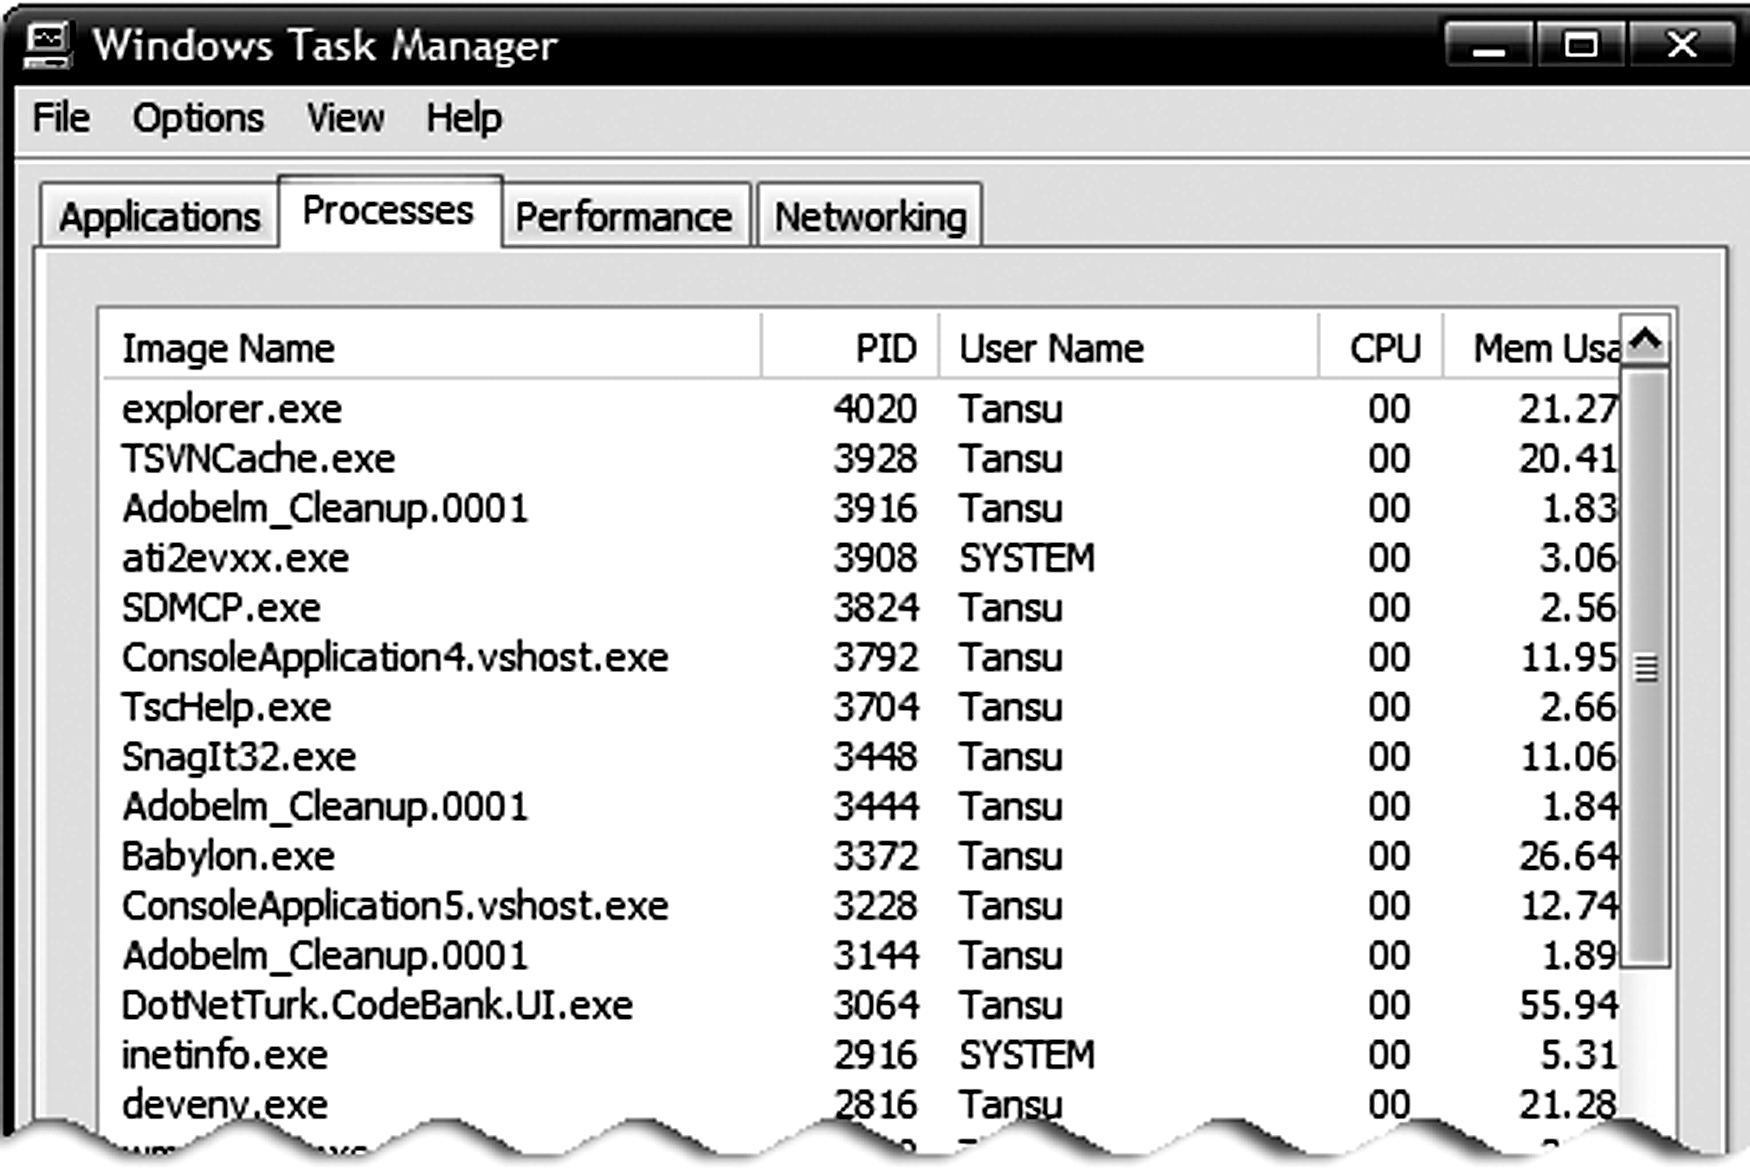 Windows Task Manager
File Options View Help
Applications Processes Performance Networking
Image Name PID User Name CPU Mem Usa
explorer.exe 4020 Tansu 00 21.27
TSVNCache.exe 3928 Tansu 00 20.41
Adobelm_Cleanup.0001 3916 Tansu 00 1.83
ati2evxx.exe 3908 SYSTEM 00 3.06
SDMCP.exe 3824 Tansu 00 2.56
ConsoleApplication4.vshost.exe 3792 Tansu 00 11.95
TscHelp.exe 3704 Tansu 00 2.66
SnagIt32.exe 3448 Tansu 00 11.06
Adobelm_Cleanup.0001 3444 Tansu 00 1.84
Babylon.exe 3372 Tansu 00 26.64
ConsoleApplication5.vshost.exe 3228 Tansu 00 12.74
Adobelm_Cleanup.0001 3144 Tansu 00 1.89
DotNetTurk.CodeBank.UI.exe 3064 Tansu 00 55.94
inetinfo.exe 2916 SYSTEM 00 5.31
devenv.exe 2816 Tansu 00 21.28